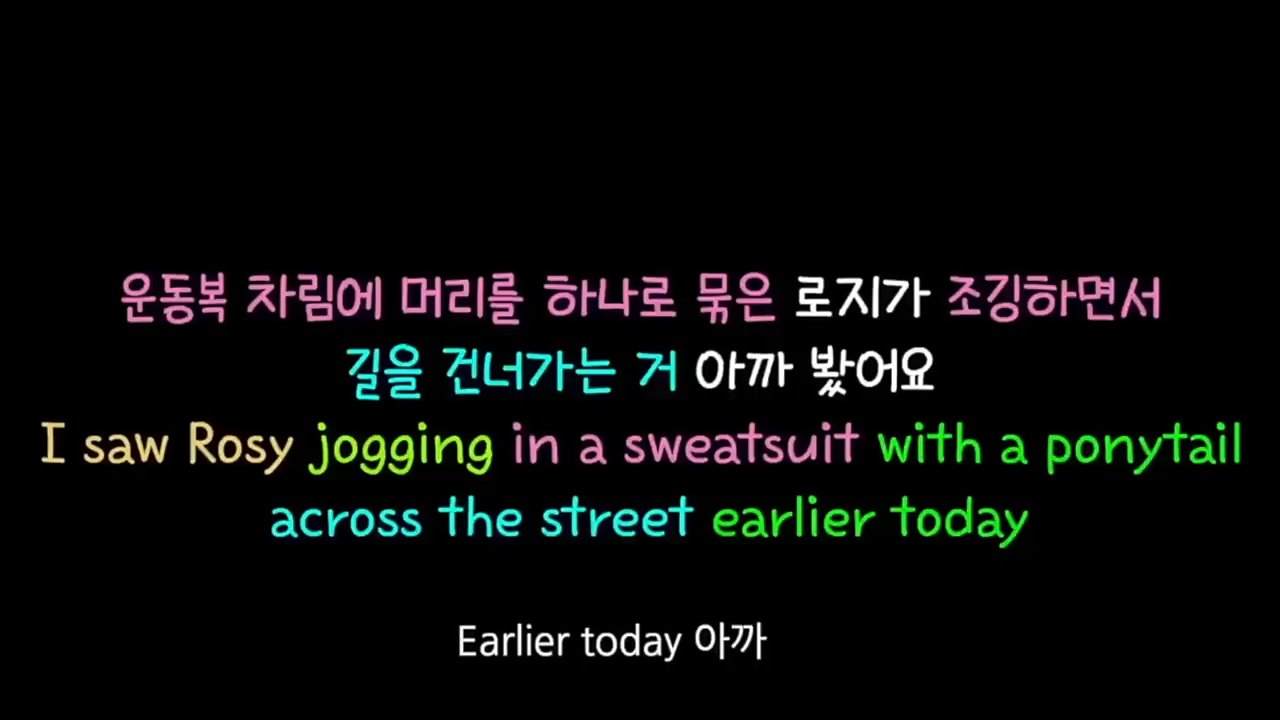 운동복 차림에 머리를 하나로 묶은 로지가 조깅하면서
길을 건너가는 거 아까 봤어요
I saw Rosy jogging in a sweatsuit with a ponytail
across the street earlier today
Earlier today 아까